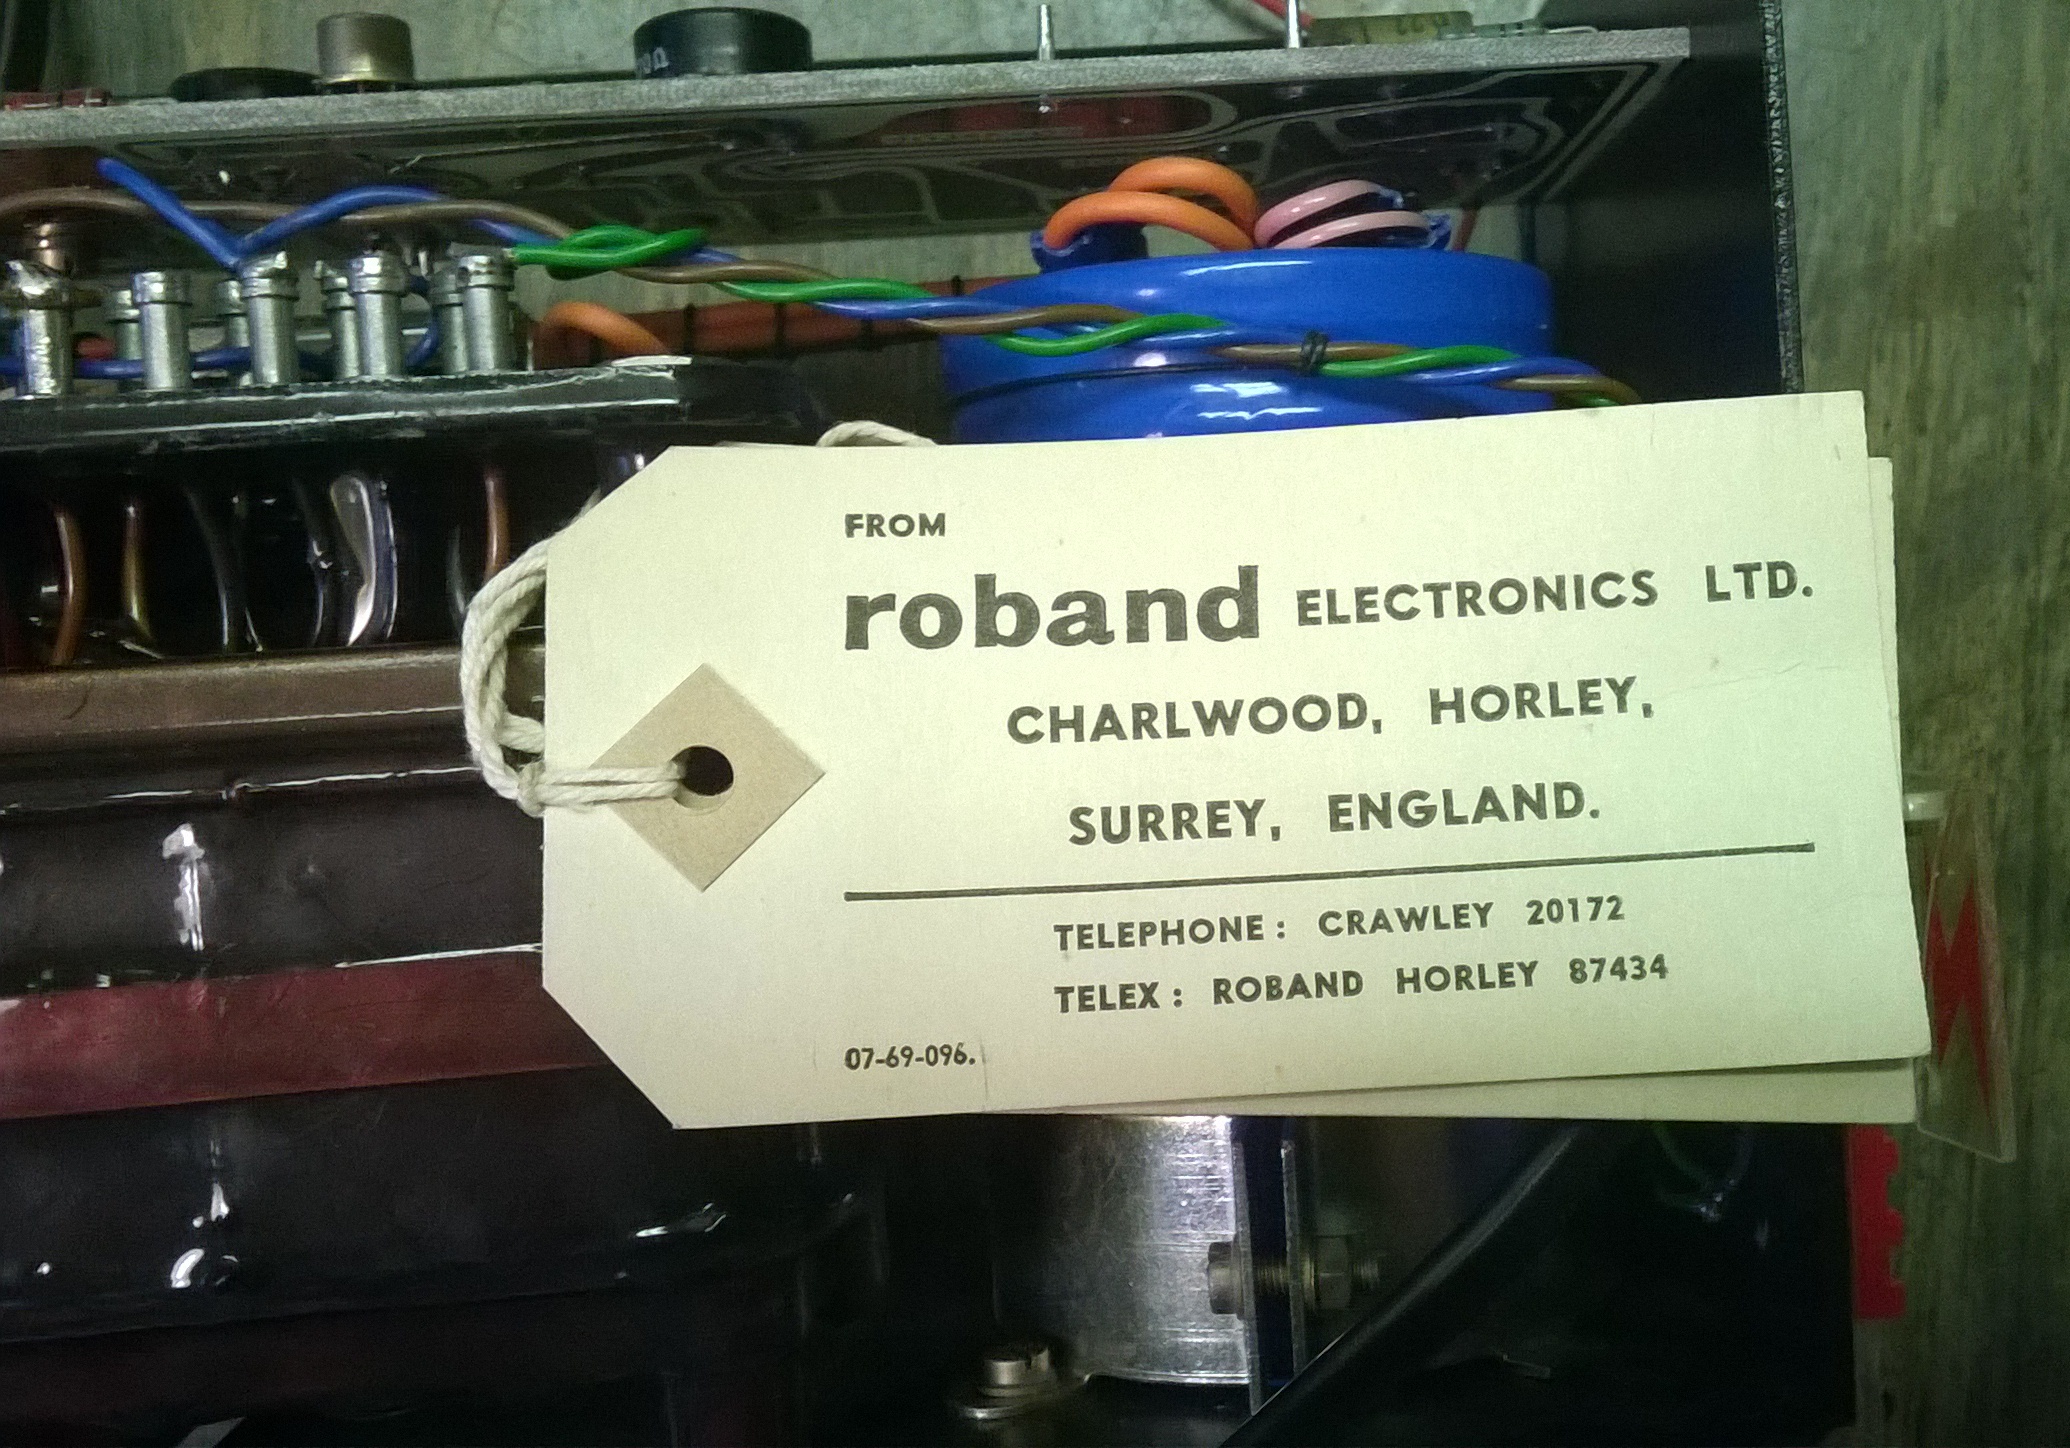 FROM
roband ELECTRONICS LTD.
CHARLWOOD, HORLEY,
SURREY, ENGLAND.
TELEPHONE: CRAWLEY 20172
TELEX: ROBAND HORLEY 87434
07-69-096.